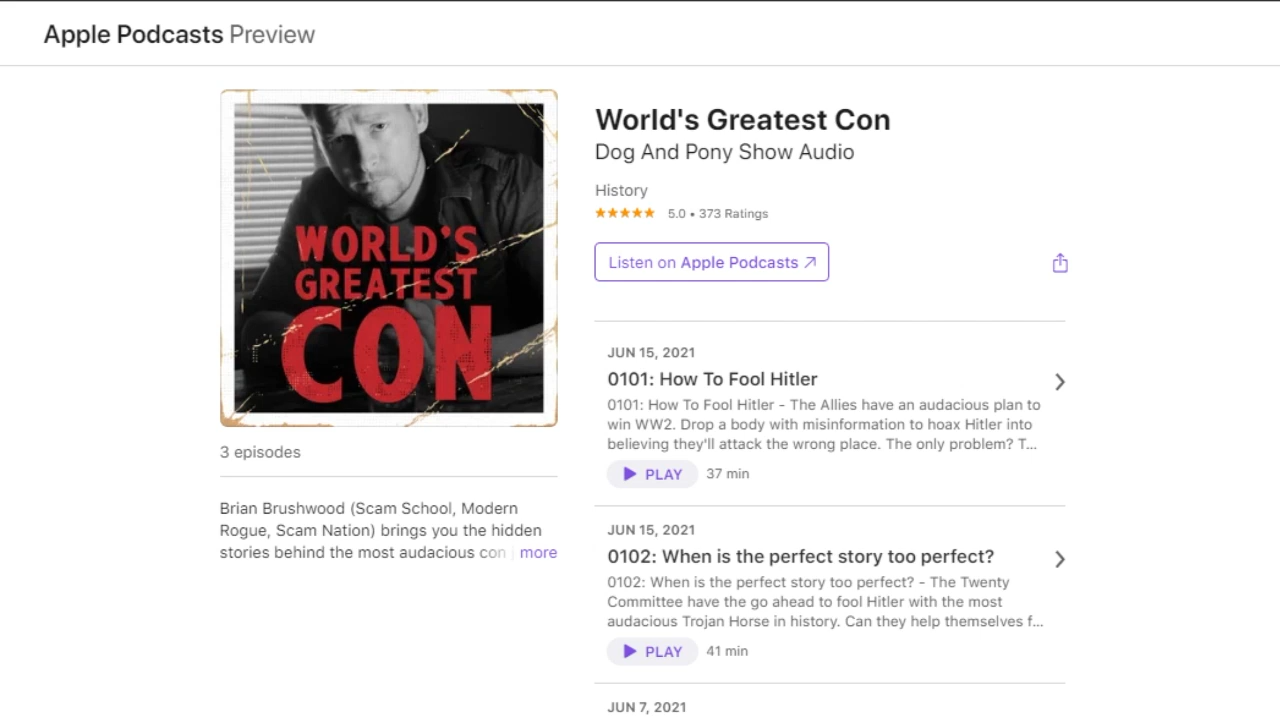 Apple Podcasts Preview
WORLD'S
GREATEST
CON
3 episodes
Brian Brushwood (Scam School, Modern
Rogue, Scam Nation) brings you the hidden
stories behind the most audacious con more
World's Greatest Con
Dog And Pony Show Audio
History
5.0 • 373 Ratings
Listen on Apple Podcasts ↗
JUN 15, 2021
0101: How To Fool Hitler
0101: How To Fool Hitler - The Allies have an audacious plan to
win WW2. Drop a body with misinformation to hoax Hitler into
believing they'll attack the wrong place. The only problem? T...
PLAY 37 min
JUN 15, 2021
0102: When is the perfect story too perfect?
0102: When is the perfect story too perfect? - The Twenty
Committee have the go ahead to fool Hitler with the most
audacious Trojan Horse in history. Can they help themselves f...
PLAY 41 min
JUN 7, 2021